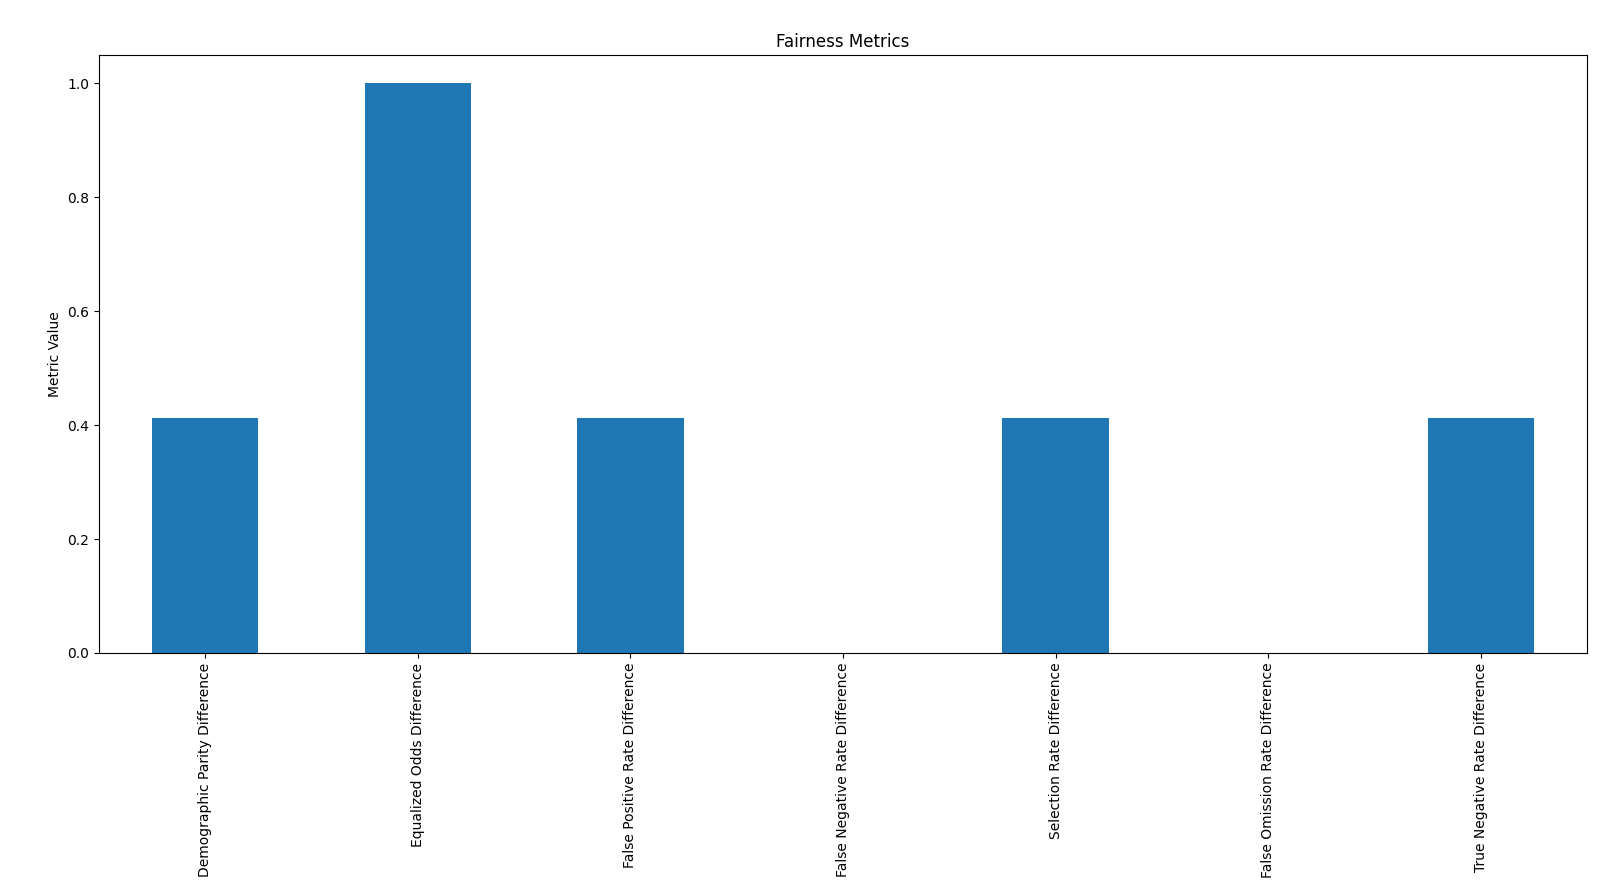 Fairness Metrics
Metric Value
1.0
0.8
0.6
0.4
0.2
0.0
Demographic Parity Difference
Equalized Odds Difference
False Positive Rate Difference
False Negative Rate Difference
Selection Rate Difference
False Omission Rate Difference
True Negative Rate Difference